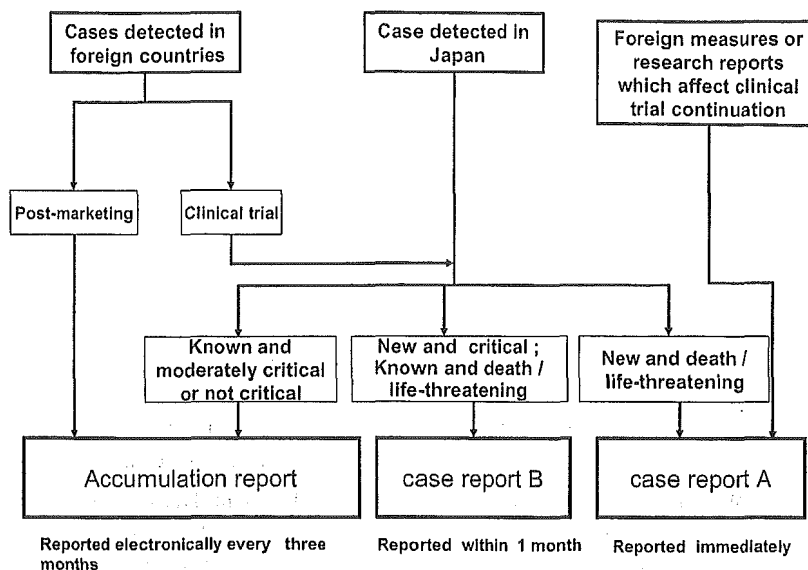 Cases detected in
foreign countries
Case detected in
Japan
Foreign measures or
research reports
which affect clinical
trial continuation
Post-marketing
Clinical trial
Known and
moderately critical
or not critical
New and critical ;
Known and death /
life-threatening
New and death /
life-threatening
Accumulation report
case report B
case report A
Reported electronically every three
months
Reported within 1 month
Reported immediately